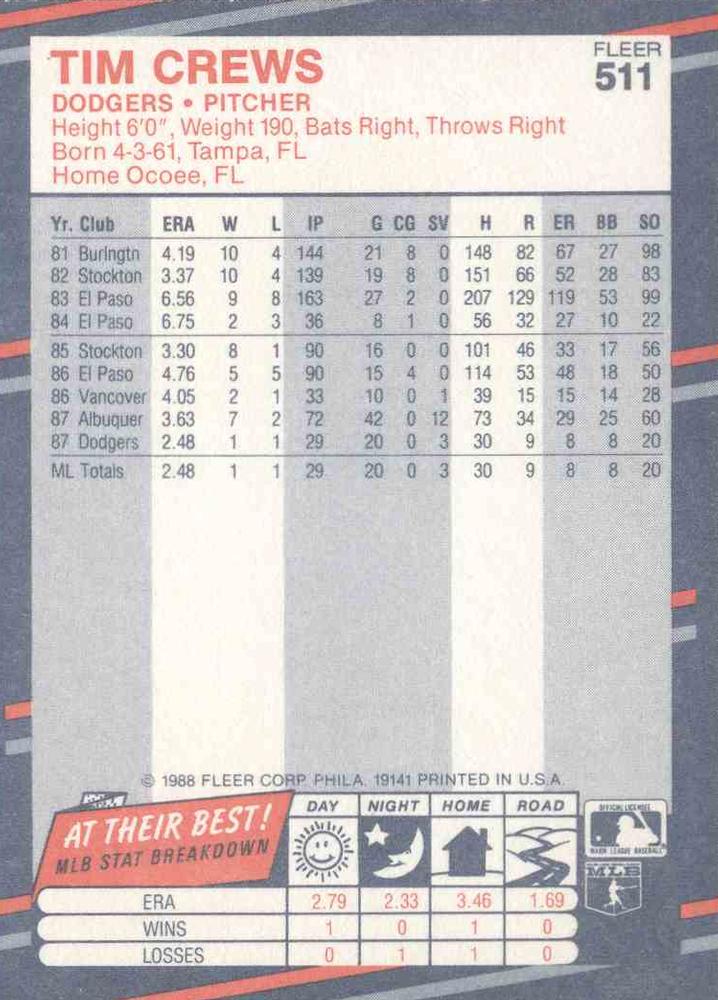 TIM CREWS
FLEER
511
DODGERS • PITCHER
Height 6'0", Weight 190, Bats Right, Throws Right
Born 4-3-61, Tampa, FL
Home Ocoee, FL
Yr. Club ERA W L IP G CG SV H R ER BB SO
81 Burlngtn 4.19 10 4 144 21 8 0 148 82 67 27 98
82 Stockton 3.37 10 4 139 19 8 0 151 66 52 28 83
83 El Paso 6.56 9 8 163 27 2 0 207 129 119 53 99
84 El Paso 6.75 2 3 36 8 1 0 56 32 27 10 22
85 Stockton 3.30 8 1 90 16 0 0 101 46 33 17 56
86 El Paso 4.76 5 5 90 15 4 0 114 53 48 18 50
86 Vancover 4.05 2 1 33 10 0 1 39 15 15 14 28
87 Albuquer 3.63 7 2 72 42 0 12 73 34 29 25 60
87 Dodgers 2.48 1 1 29 20 0 3 30 9 8 8 20
ML Totals 2.48 1 1 29 20 0 3 30 9 8 8 20
© 1988 FLEER CORP. PHILA. 19141 PRINTED IN U.S.A.
AT THEIR BEST!
MLB STAT BREAKDOWN
DAY NIGHT HOME ROAD
OFFICIAL LICENSEE
MAJOR LEAGUE BASEBALL
MLB
ERA 2.79 2.33 3.46 1.69
WINS 1 0 1 0
LOSSES 0 1 1 0